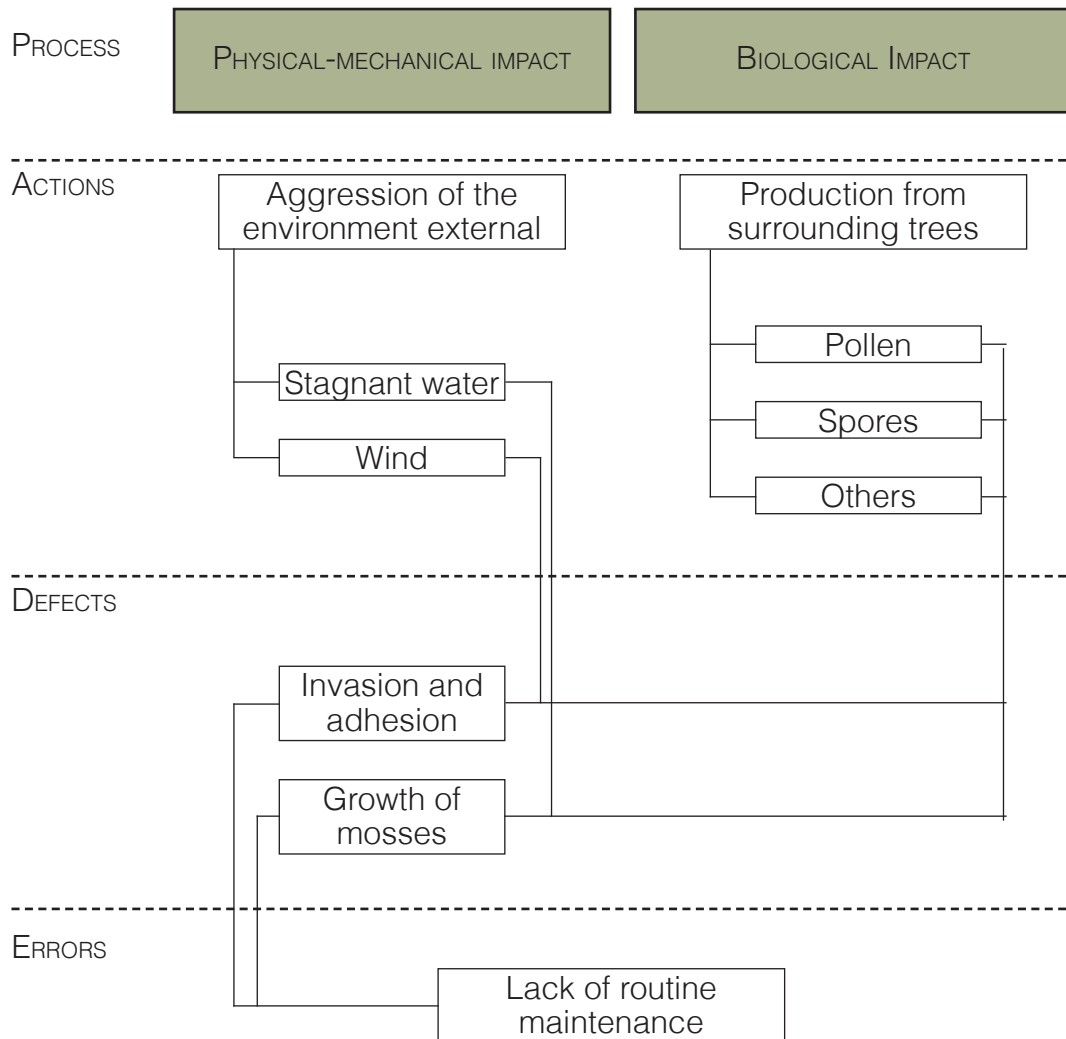 PROCESS
PHYSICAL-MECHANICAL IMPACT
BIOLOGICAL IMPACT
ACTIONS
Aggression of the
environment external
Production from
surrounding trees
Pollen
Stagnant water
Spores
Wind
Others
DEFECTS
Invasion and
adhesion
Growth of
mosses
ERRORS
Lack of routine
maintenance